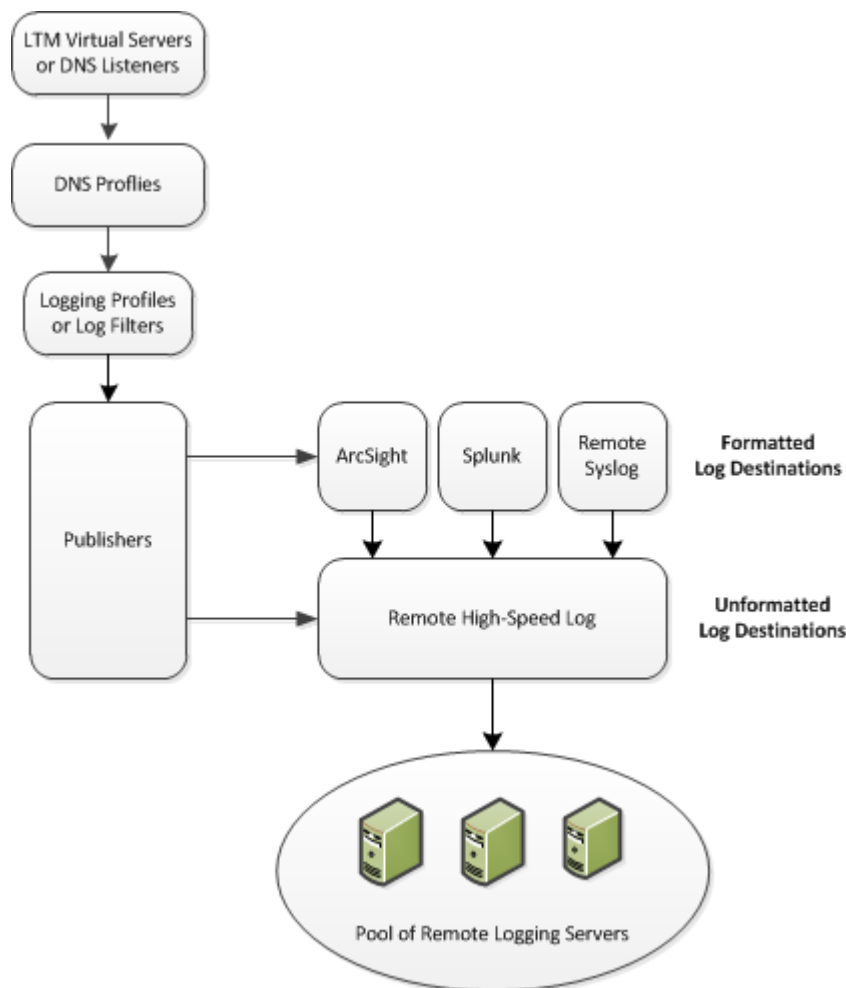 LTM Virtual Servers
or DNS Listeners
DNS Proflies
Logging Profiles
or Log Filters
Publishers
ArcSight
Splunk
Remote
Syslog
Formatted
Log Destinations
Remote High-Speed Log
Unformatted
Log Destinations
Pool of Remote Logging Servers